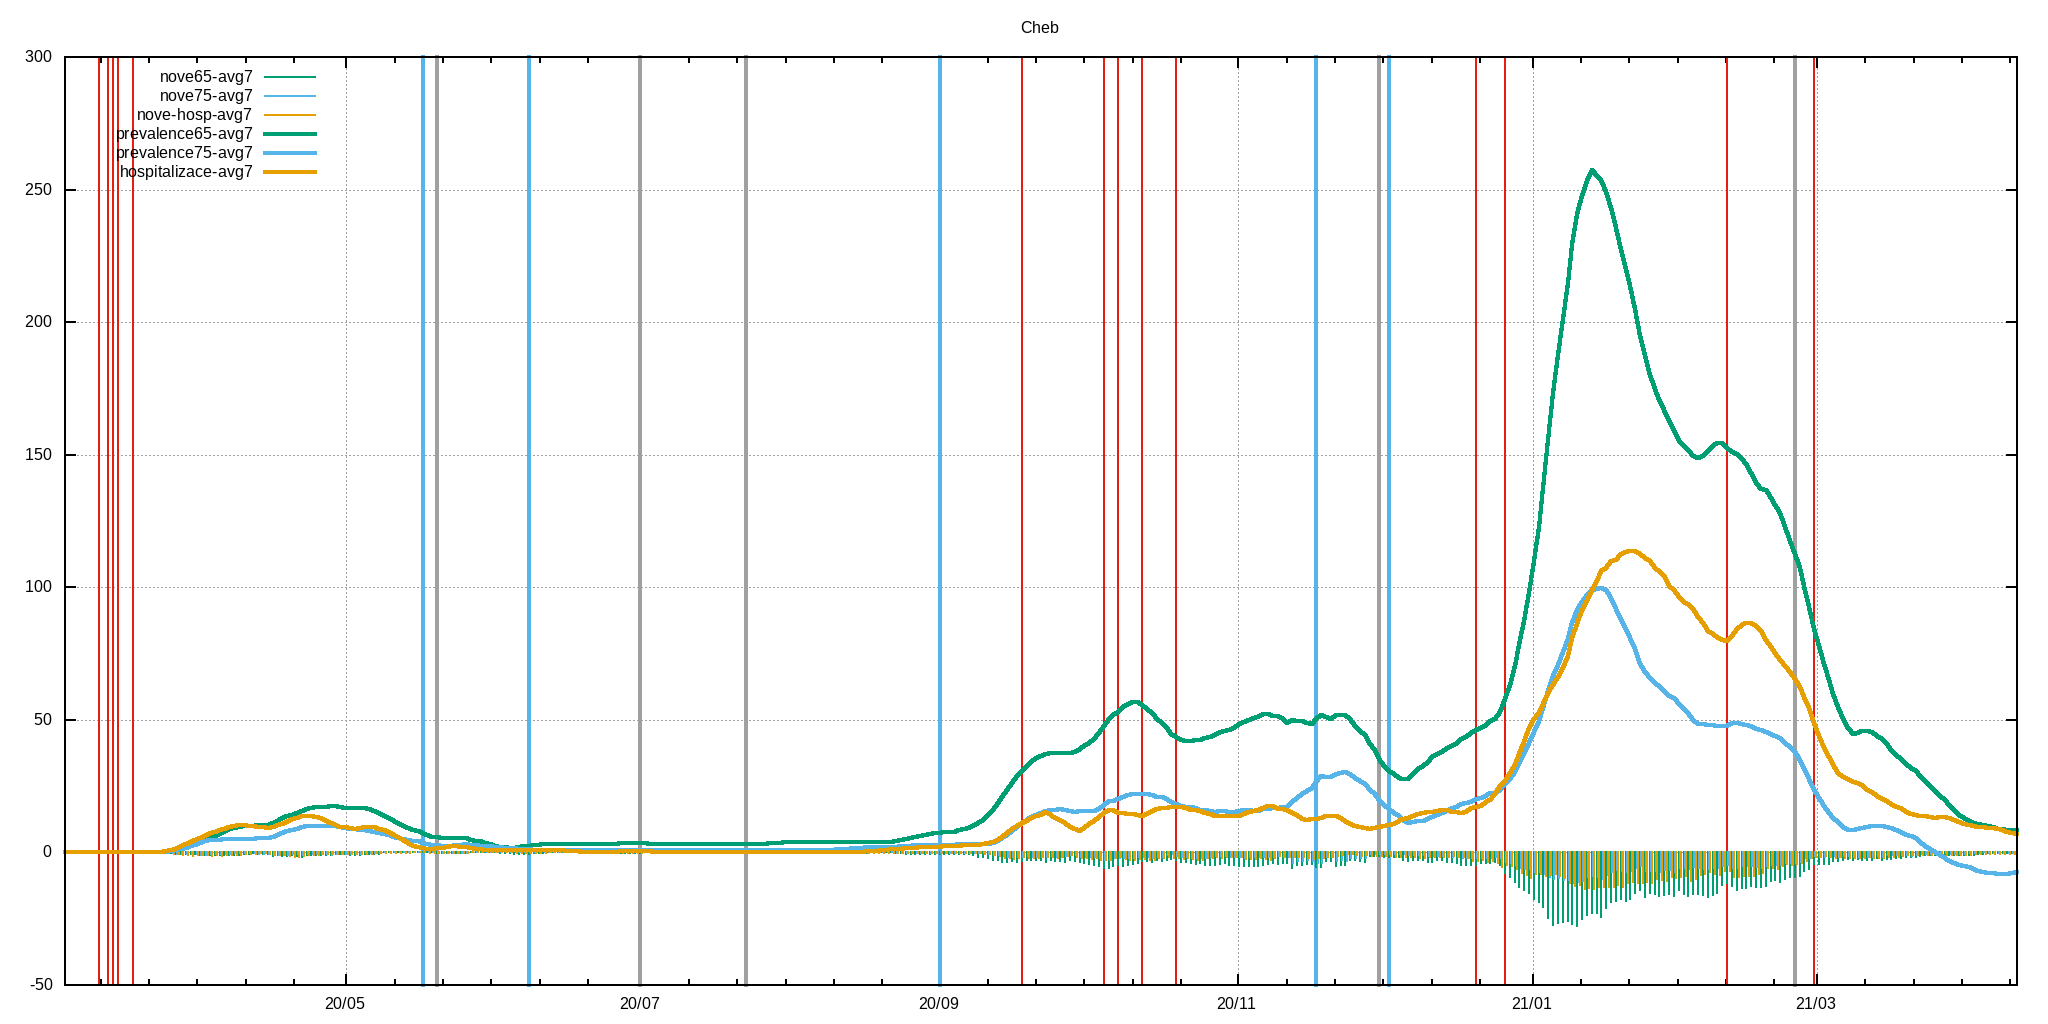 Cheb
300
250
200
150
100
50
0
-50
nove65-avg7
nove75-avg7
nove-hosp-avg7
prevalence65-avg7
prevalence75-avg7
hospitalizace-avg7
20/05
20/07
20/09
20/11
21/01
21/03